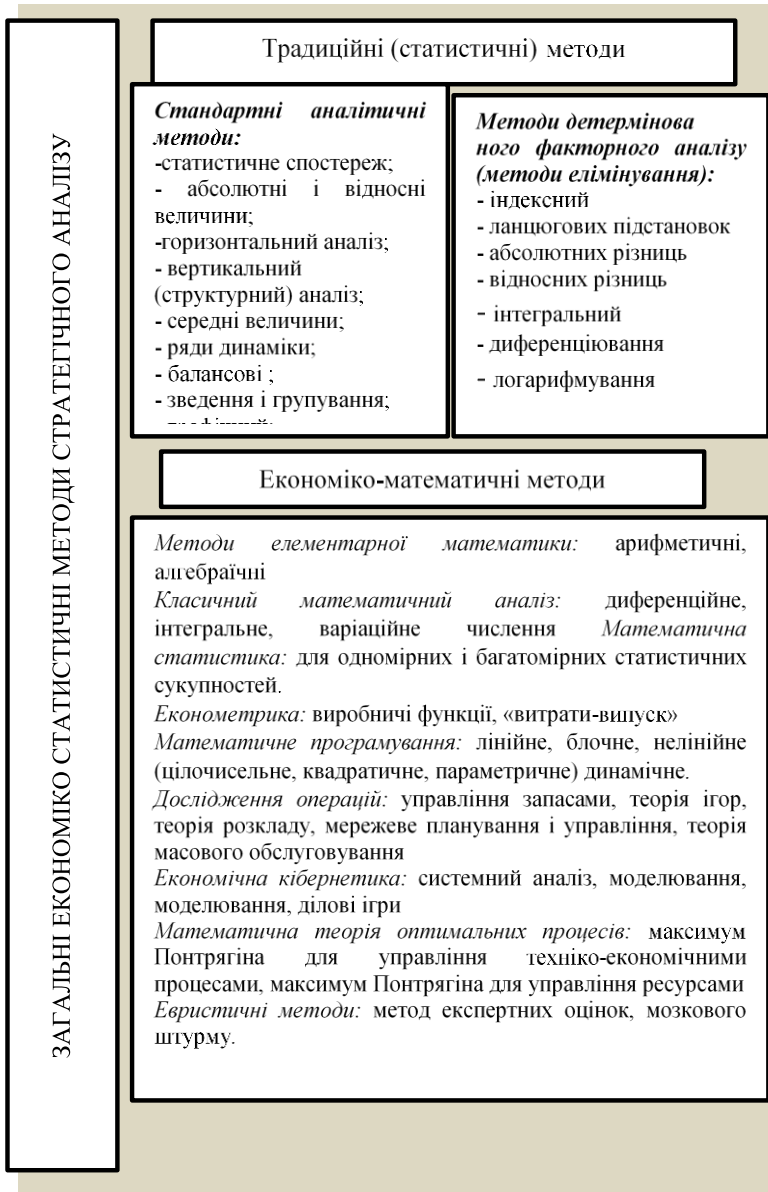 ЗАГАЛЬНІ ЕКОНОМІКО СТАТИСТИЧНІ МЕТОДИ СТРАТЕГІЧНОГО АНАЛІЗУ
Традиційні (статистичні) методи
Стандартні аналітичні
методи:
-статистичне спостереж;
- абсолютні і відносні
величини;
-горизонтальний аналіз;
- вертикальний
(структурний) аналіз;
- середні величини;
- ряди динаміки;
- балансові ;
- зведення і групування;
Методи детермінова
ного факторного аналізу
(методи елімінування):
- індексний
- ланцюгових підстановок
- абсолютних різниць
- відносних різниць
- інтегральний
- диференціювання
- логарифмування
Економіко-математичні методи
Методи елементарної математики: арифметичні,
алгебраїчні
Класичний математичний аналіз: диференційне,
інтегральне, варіаційне числення Математична
статистика: для одномірних і багатомірних статистичних
сукупностей.
Економетрика: виробничі функції, «витрати-випуск»
Математичне програмування: лінійне, блочне, нелінійне
(цілочисельне, квадратичне, параметричне) динамічне.
Дослідження операцій: управління запасами, теорія ігор,
теорія розкладу, мережеве планування і управління, теорія
масового обслуговування
Економічна кібернетика: системний аналіз, моделювання,
моделювання, ділові ігри
Математична теорія оптимальних процесів: максимум
Понтрягіна для управління техніко-економічними
процесами, максимум Понтрягіна для управління ресурсами
Евристичні методи: метод експертних оцінок, мозкового
штурму.